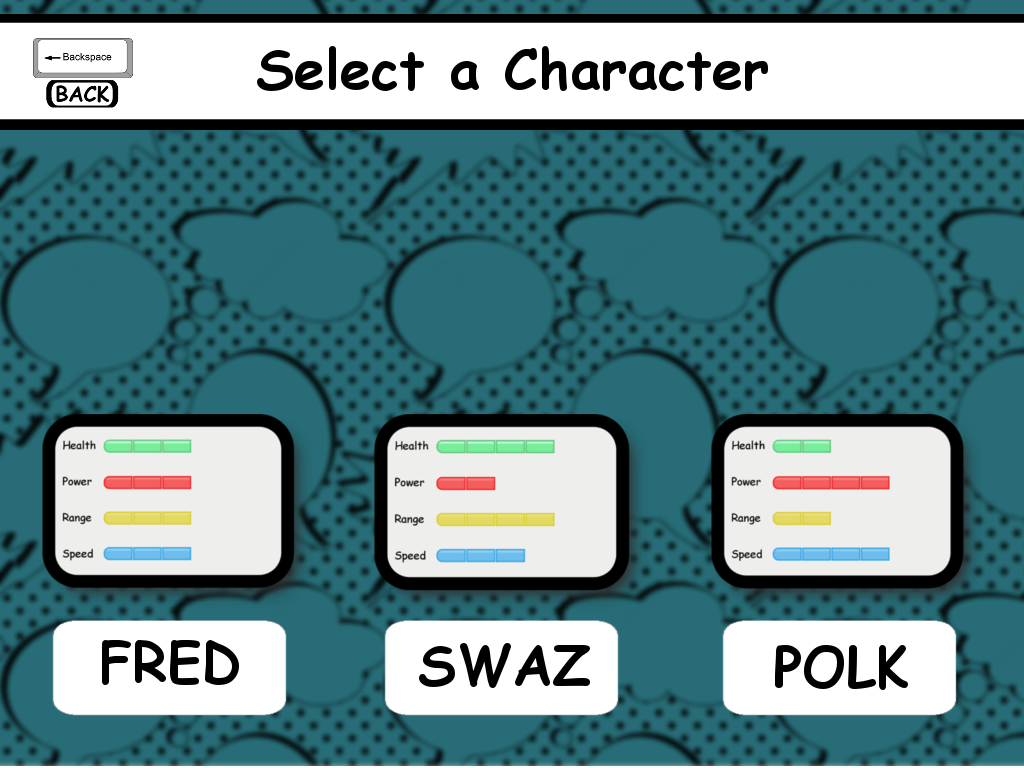 Backspace
BACK
Select a Character
Health
Power
Range
Speed
Health
Power
Range
Speed
Health
Power
Range
Speed
FRED
SWAZ
POLK